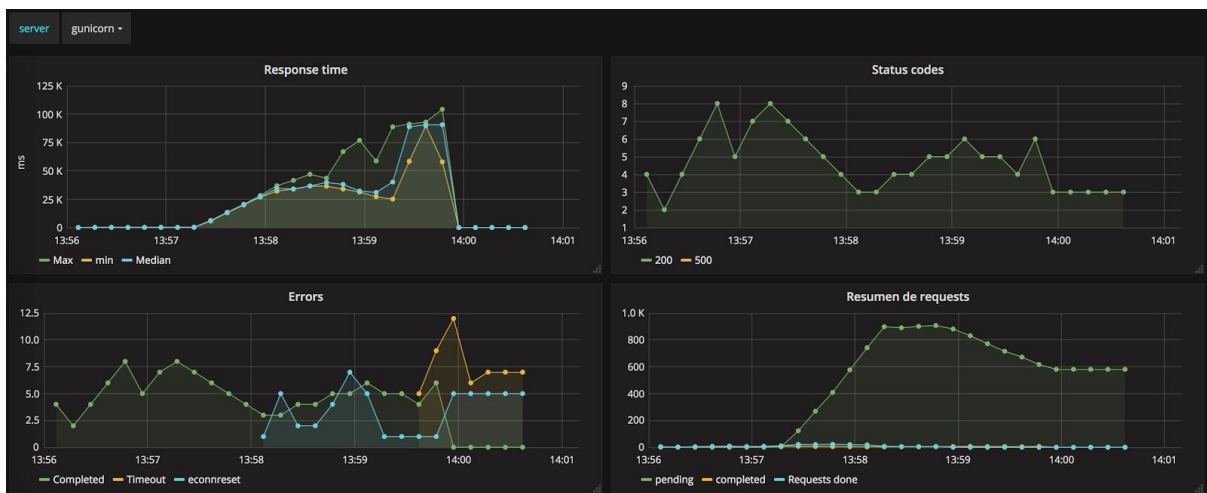 server gunicorn
Response time
125 K
100 K
75 K
50 K
25 K
0
ms
13:56 13:57 13:58 13:59 14:00 14:01
Max min Median
Status codes
9
8
7
6
5
4
3
2
1
13:56 13:57 13:58 13:59 14:00 14:01
200 500
Errors
12.5
10.0
7.5
5.0
2.5
0
13:56 13:57 13:58 13:59 14:00 14:01
Completed Timeout econnreset
Resumen de requests
1.0 K
800
600
400
200
0
13:56 13:57 13:58 13:59 14:00 14:01
pending completed Requests done